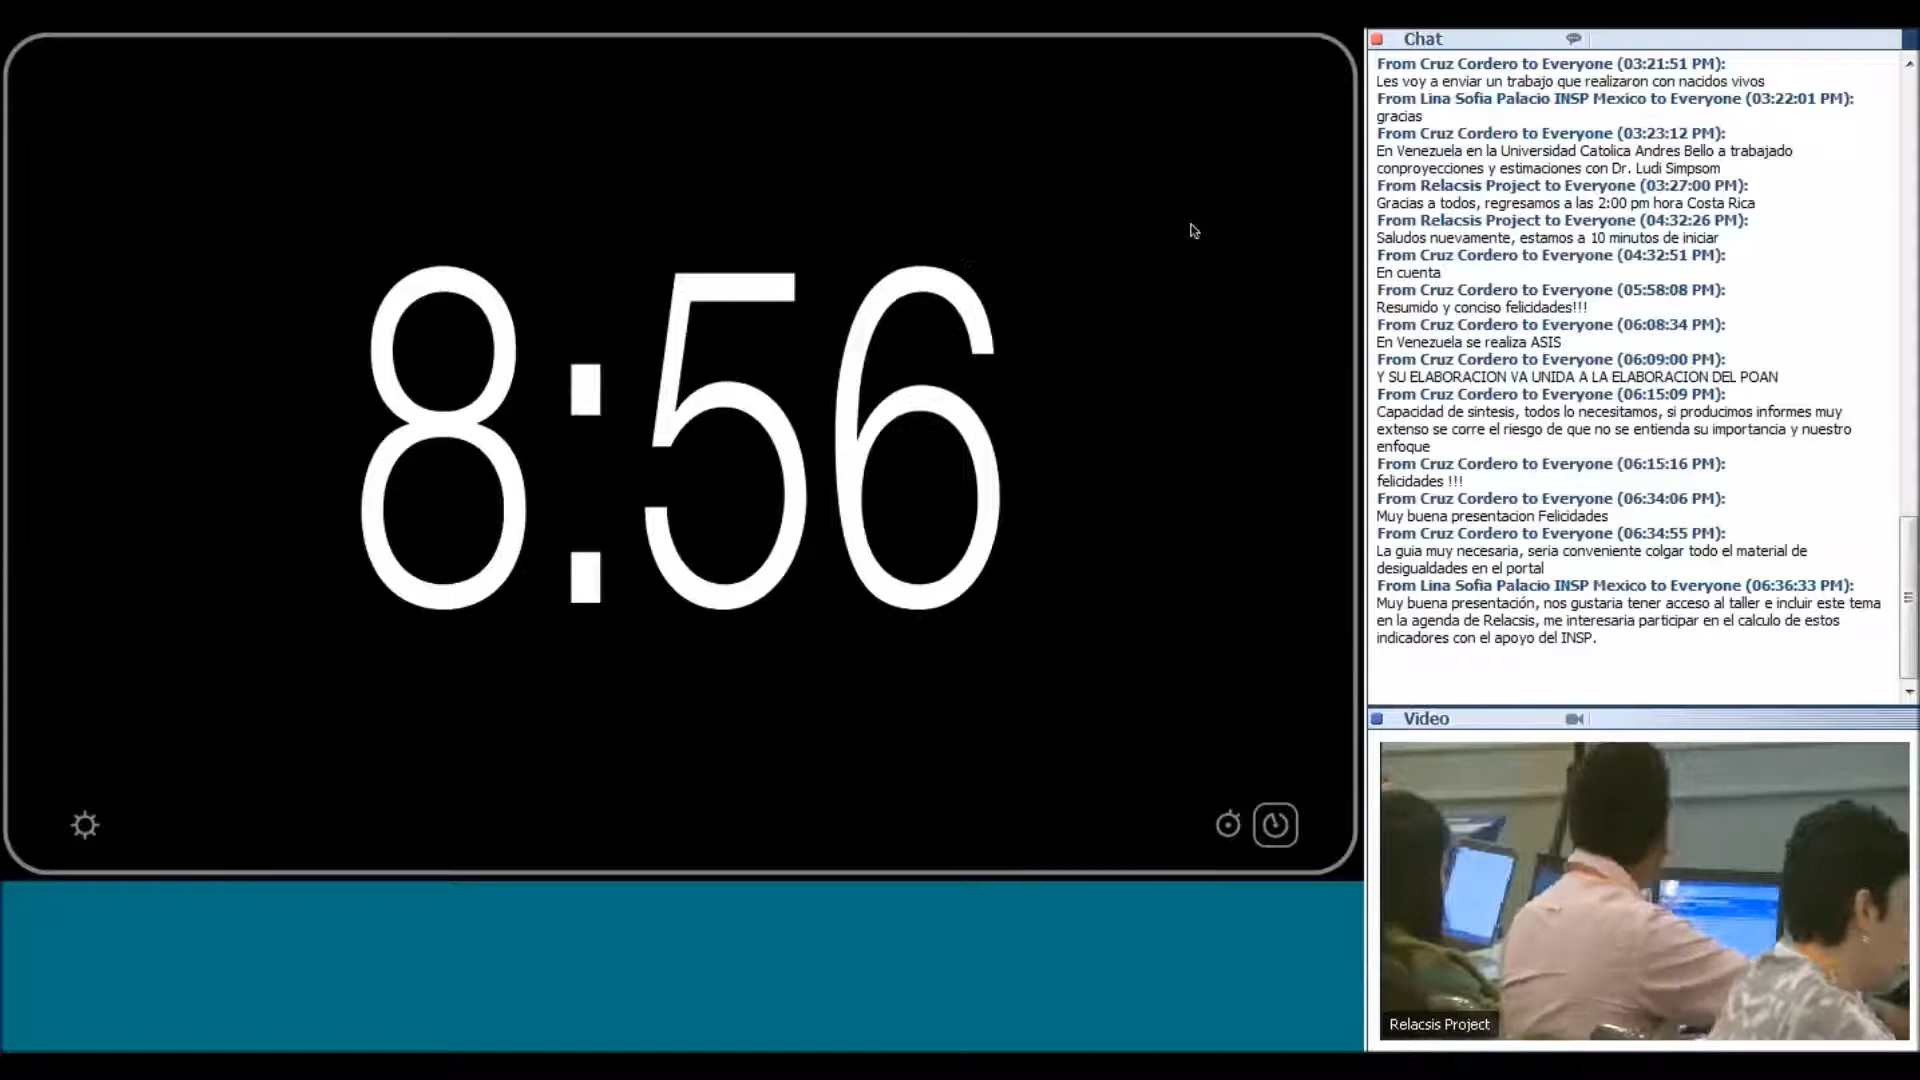 8:56
Chat
From Cruz Cordero to Everyone (03:21:51 PM):
Les voy a enviar un trabajo que realizaron con nacidos vivos
From Lina Sofia Palacio INSP Mexico to Everyone (03:22:01 PM):
gracias
From Cruz Cordero to Everyone (03:23:12 PM):
En Venezuela en la Universidad Catolica Andres Bello a trabajado
conproyecciones y estimaciones con Dr. Ludi Simpsom
From Relacsis Project to Everyone (03:27:00 PM):
Gracias a todos, regresamos a las 2:00 pm hora Costa Rica
From Relacsis Project to Everyone (04:32:26 PM):
Saludos nuevamente, estamos a 10 minutos de iniciar
From Cruz Cordero to Everyone (04:32:51 PM):
En cuenta
From Cruz Cordero to Everyone (05:58:08 PM):
Resumido y conciso felicidades!!!
From Cruz Cordero to Everyone (06:08:34 PM):
En Venezuela se realiza ASIS
From Cruz Cordero to Everyone (06:09:00 PM):
Y SU ELABORACION VA UNIDA A LA ELABORACION DEL POAN
From Cruz Cordero to Everyone (06:15:09 PM):
Capacidad de sintesis, todos lo necesitamos, si producimos informes muy
extenso se corre el riesgo de que no se entienda su importancia y nuestro
enfoque
From Cruz Cordero to Everyone (06:15:16 PM):
felicidades !!!
From Cruz Cordero to Everyone (06:34:06 PM):
Muy buena presentacion Felicidades
From Cruz Cordero to Everyone (06:34:55 PM):
La guia muy necesaria, seria conveniente colgar todo el material de
desigualdades en el portal
From Lina Sofia Palacio INSP Mexico to Everyone (06:36:33 PM):
Muy buena presentación, nos gustaria tener acceso al taller e incluir este tema
en la agenda de Relacsis, me interesaria participar en el calculo de estos
indicadores con el apoyo del INSP.
Video
Relacsis Project